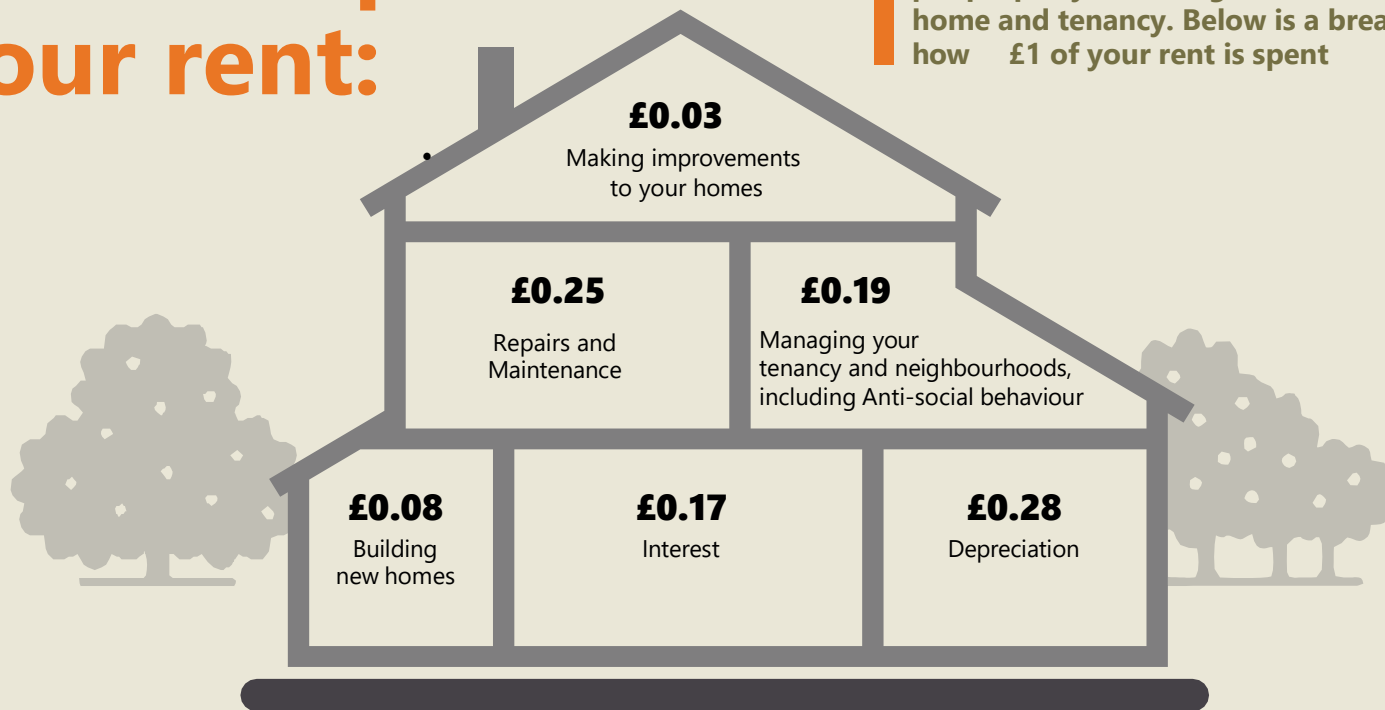 our rent:
home and tenancy. Below is a
how £1 of your rent is spent
£0.03
Making improvements
to your homes
£0.25
Repairs and
Maintenance
£0.19
Managing your
tenancy and neighbourhoods,
including Anti-social behaviour
£0.08
Building
new homes
£0.17
Interest
£0.28
Depreciation